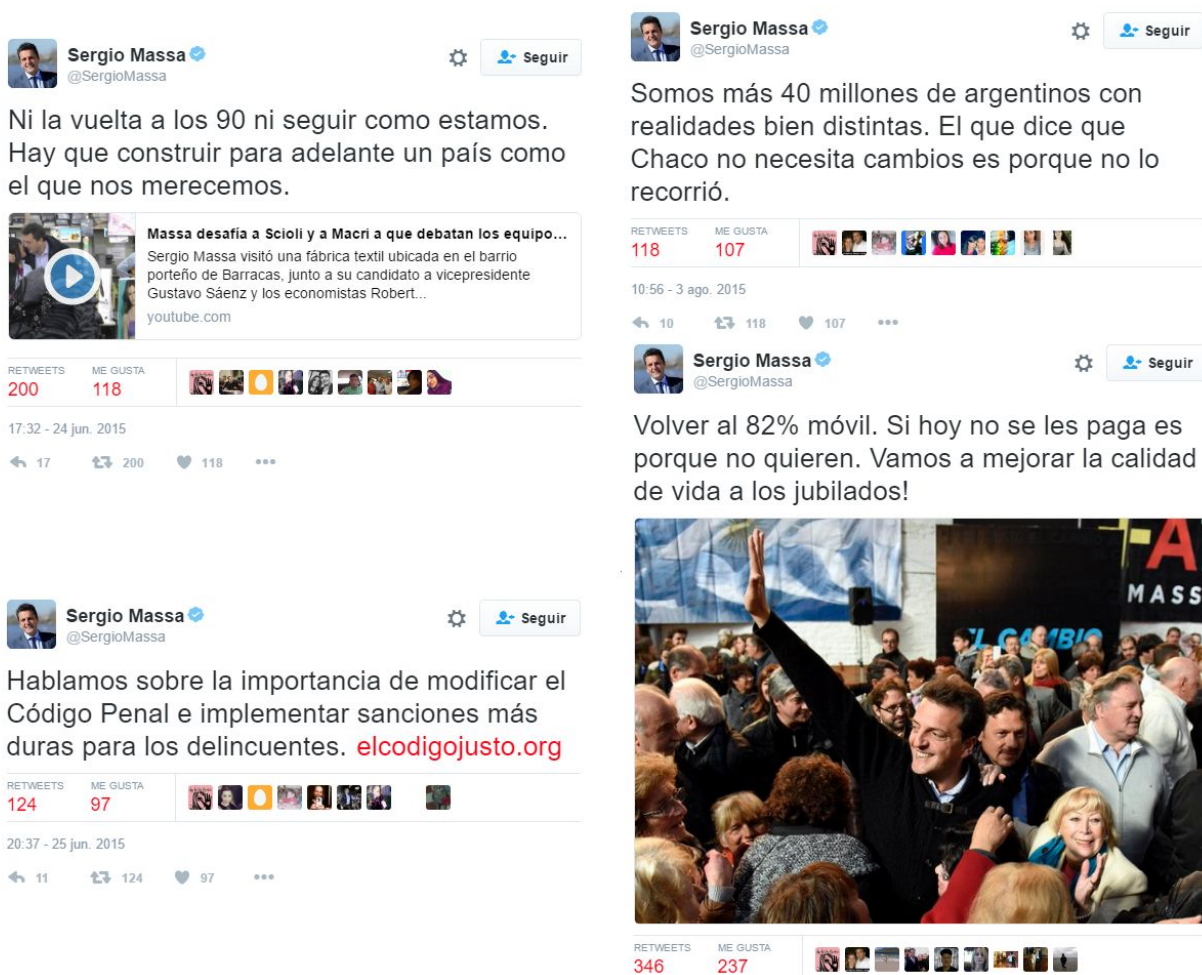 Sergio Massa
@SergioMassa
Seguir
Ni la vuelta a los 90 ni seguir como estamos.
Hay que construir para adelante un país como
el que nos merecemos.
Massa desafía a Scioli y a Macri a que debatan los equipo...
Sergio Massa visitó una fábrica textil ubicada en el barrio
porteño de Barracas, junto a su candidato a vicepresidente
Gustavo Sáenz y los economistas Robert...
youtube.com
RETWEETS ME GUSTA
200 118
17:32 - 24 jun. 2015
17 200 118
Sergio Massa
@SergioMassa
Seguir
Hablamos sobre la importancia de modificar el
Código Penal e implementar sanciones más
duras para los delincuentes. elcodigojusto.org
RETWEETS ME GUSTA
124 97
20:37 - 25 jun. 2015
11 124 97
Sergio Massa
@SergioMassa
Seguir
Somos más 40 millones de argentinos con
realidades bien distintas. El que dice que
Chaco no necesita cambios es porque no lo
recorrió.
RETWEETS ME GUSTA
118 107
10:56 - 3 ago. 2015
10 118 107
Sergio Massa
@SergioMassa
Seguir
Volver al 82% móvil. Si hoy no se les paga es
porque no quieren. Vamos a mejorar la calidad
de vida a los jubilados!
+A
MASS
EL CAMBIO
RETWEETS ME GUSTA
346 237